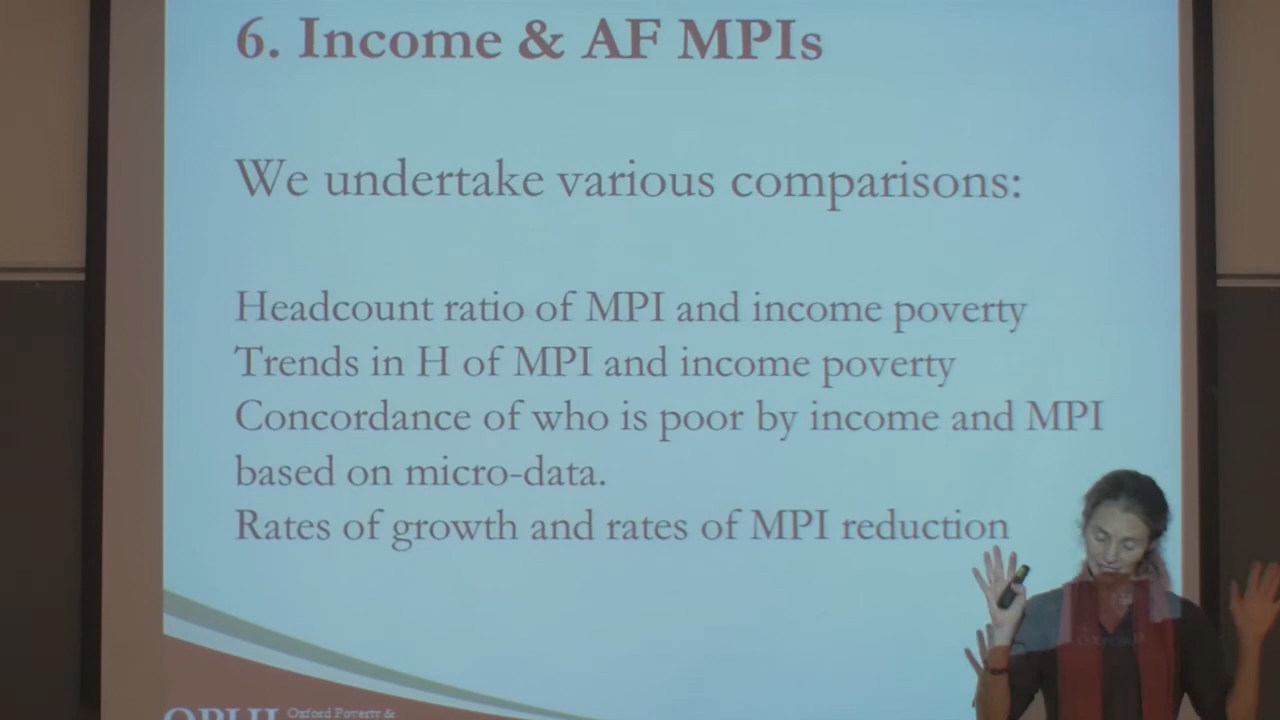 6. Income & AF MPIs
We undertake various comparisons:
Headcount ratio of MPI and income poverty
Trends in H of MPI and income poverty
Concordance of who is poor by income and MPI
based on micro-data.
Rates of growth and rates of MPI reduction
OPHI Oxford Poverty &